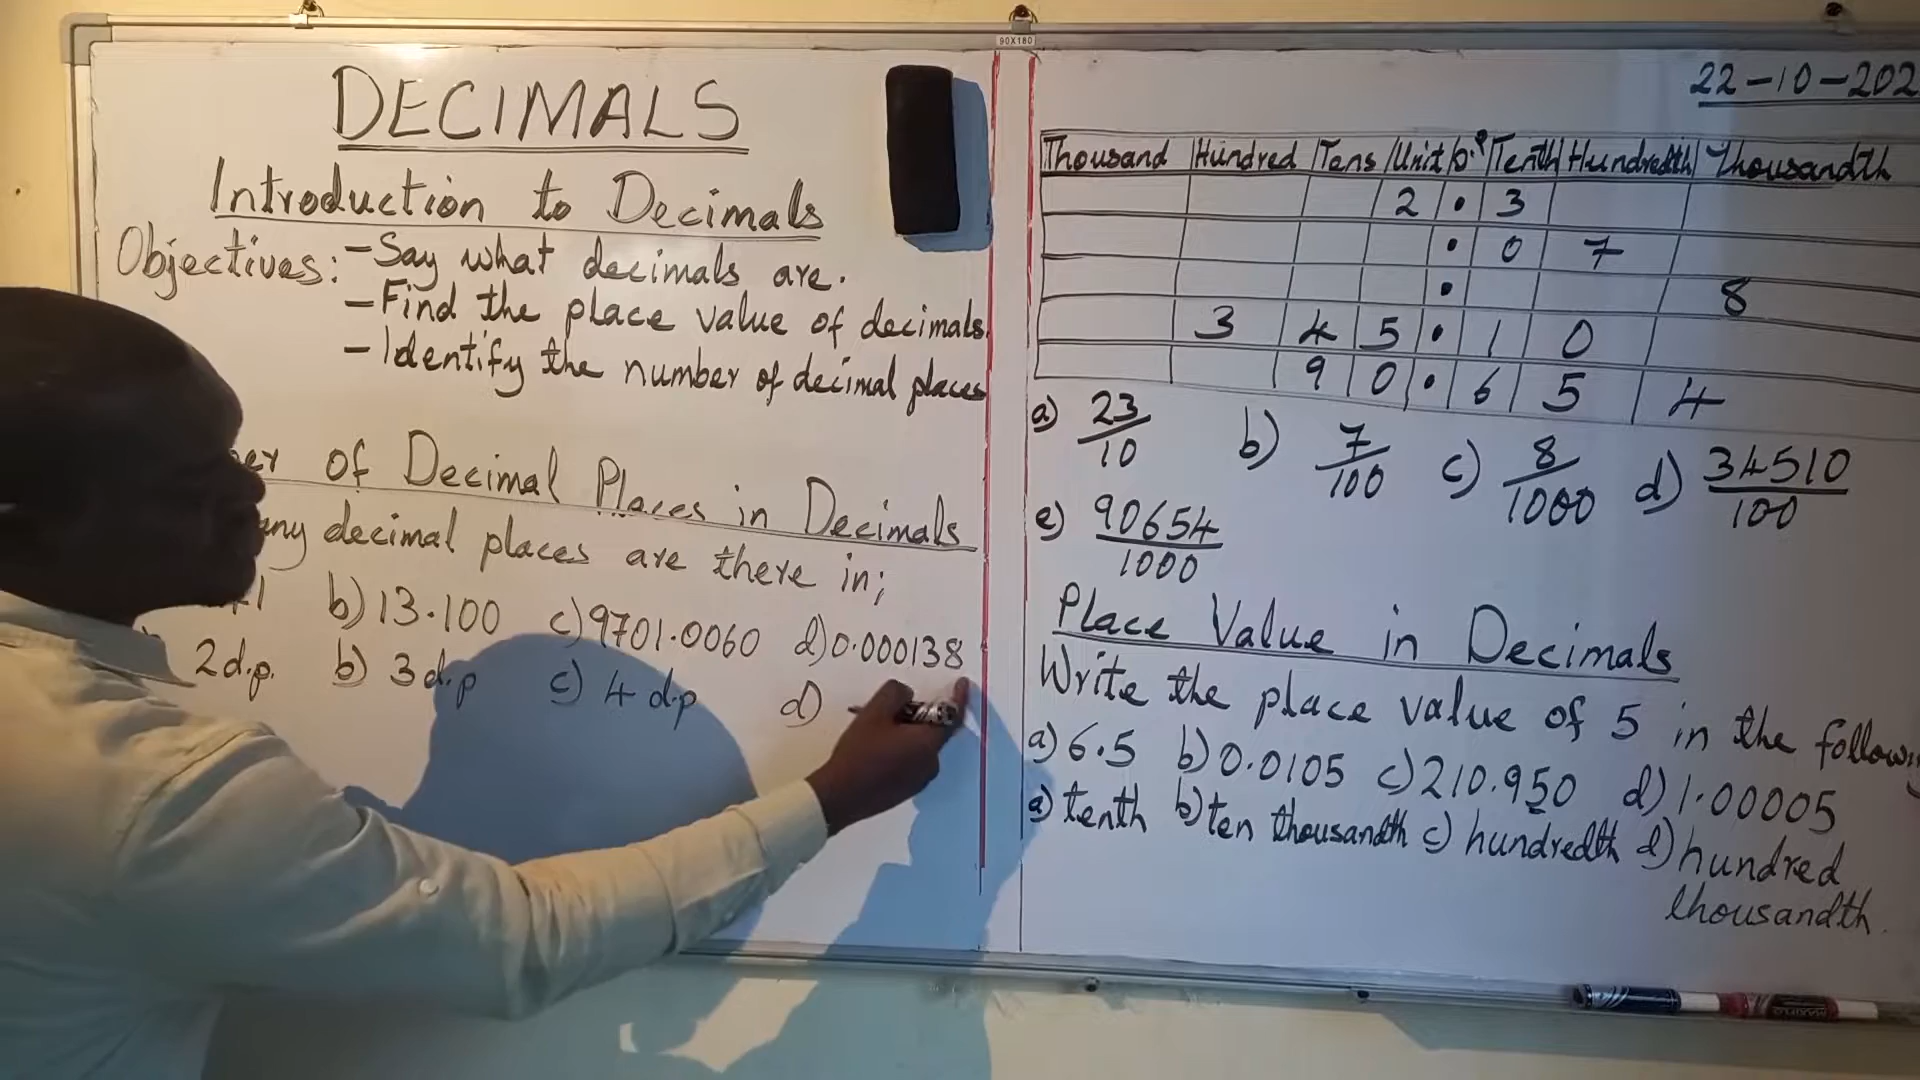 DECIMALS
Introduction to Decimals
Objectives: - Say what decimals are.
- Find the place value of decimals.
- Identify the number of decimal places
of Decimal Places in Decimals
decimal places are there in;
b) 13.100 c) 9701.0060 d) 0.000138
2d.p. b) 3d.p c) 4 d.p d)
90X180
22-10-202
Thousand Hundred Tens Unit D.P Tenth Hundredth Thousandth
2 . 3
. 0 7
. 8
3 4 5 . 1 0
9 0 . 6 5 4
a) 23/10 b) 7/100 c) 8/1000 d) 34510/100
e) 90654/1000
Place Value in Decimals
Write the place value of 5 in the
a) 6.5 b) 0.0105 c) 210.950 d) 1.00005
a) tenth b) ten thousandth c) hundredth d) hundred
thousandth.